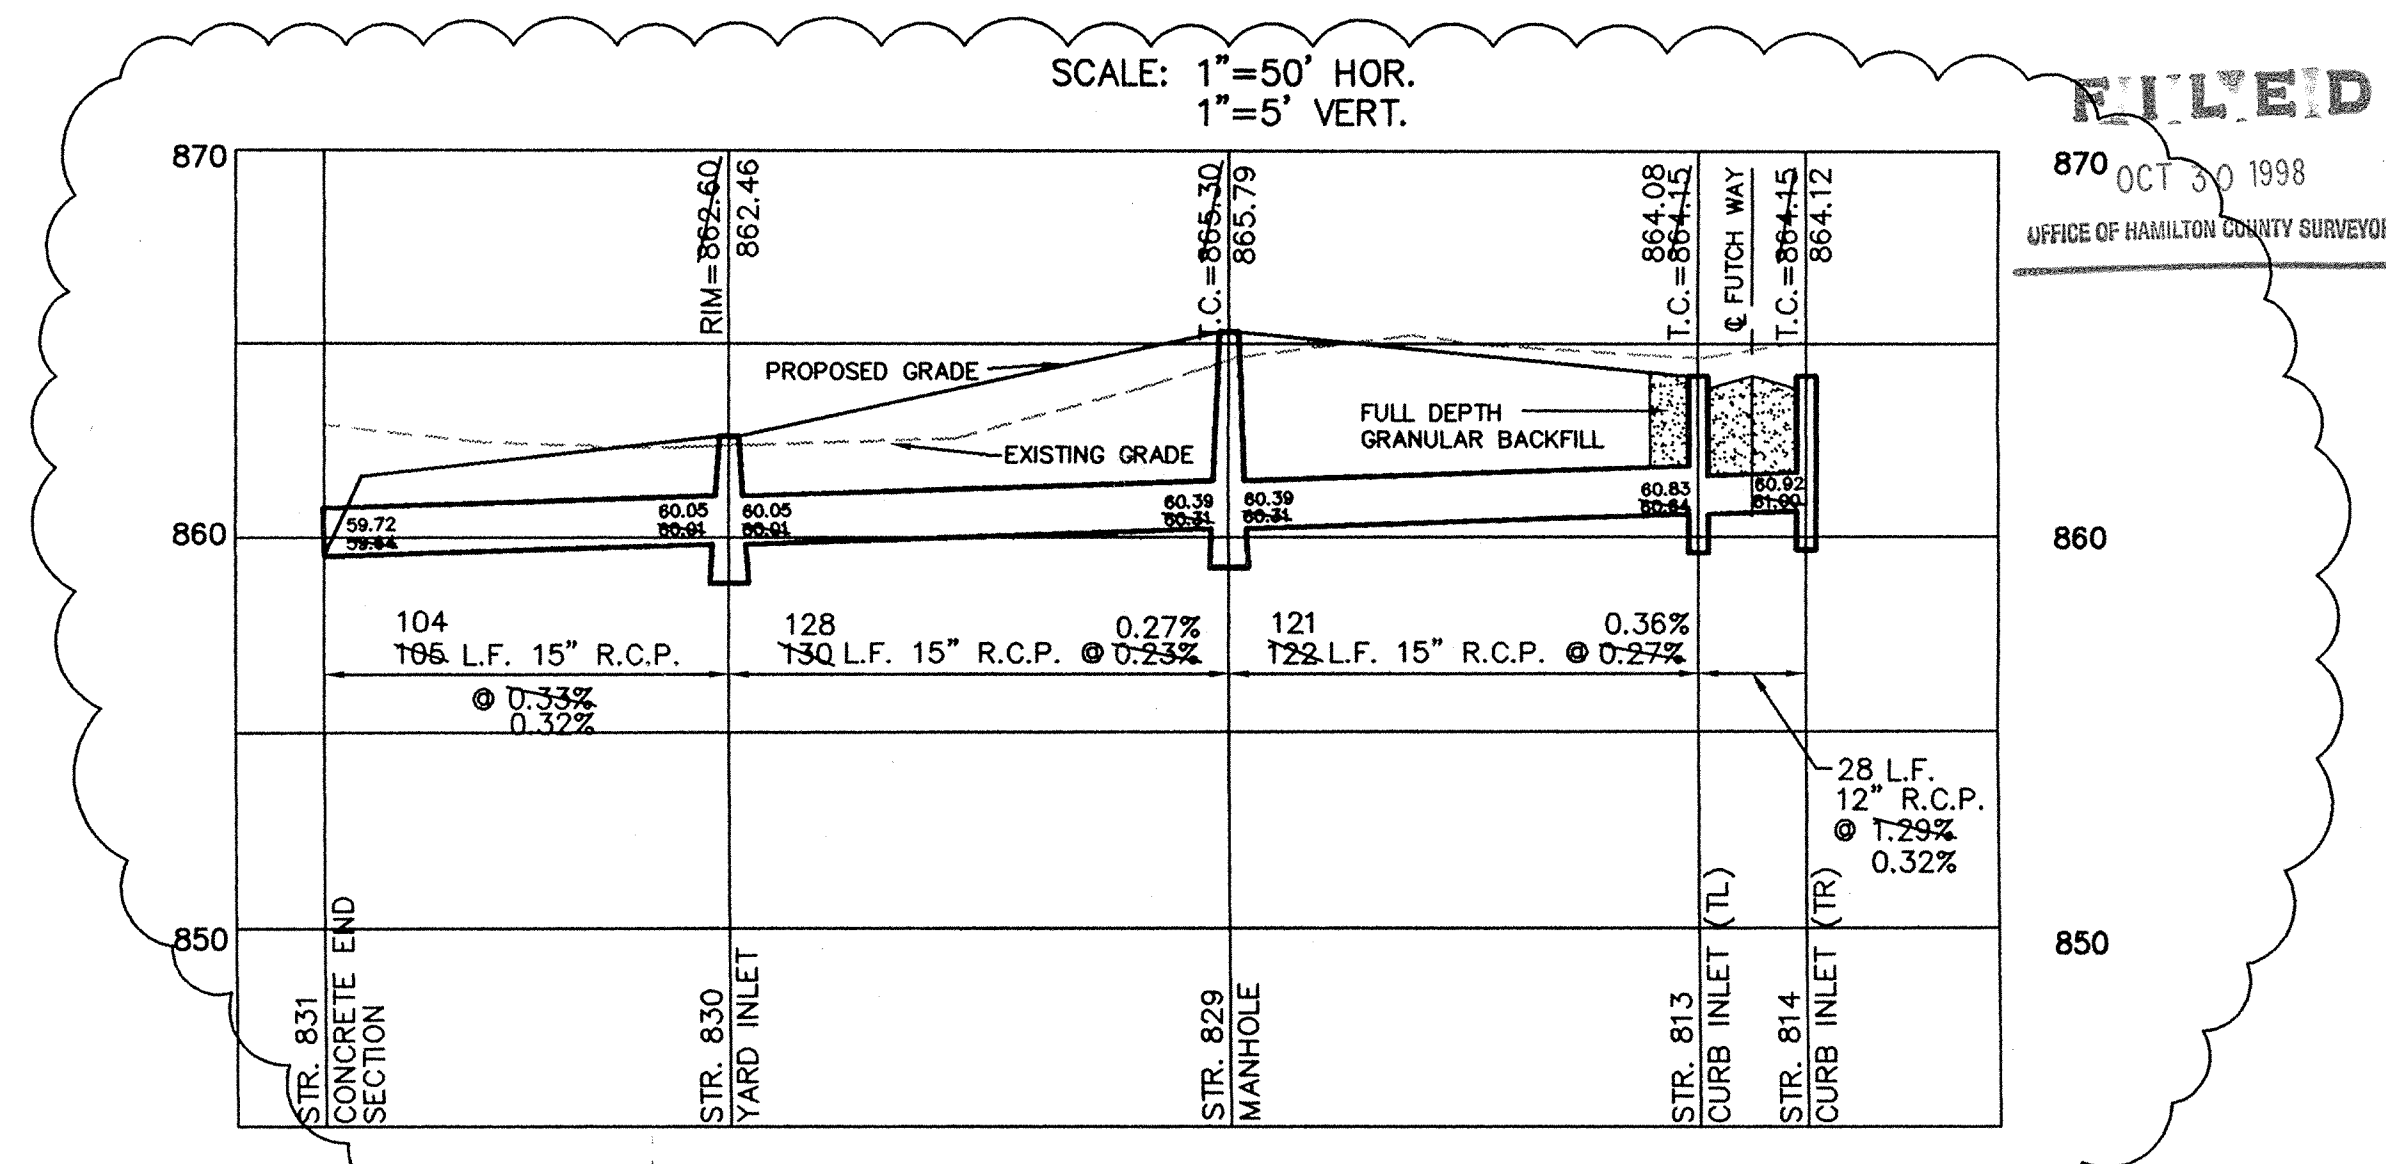 SCALE: 1"=50' HOR.
1"=5' VERT.
FILED
OCT 30 1998
OFFICE OF HAMILTON COUNTY SURVEYOR
870
870
RIM=862.60
862.46
T.C.=865.30
865.79
864.08
T.C.=864.15
℄ FUTCH WAY
T.C.=864.15
864.12
PROPOSED GRADE
EXISTING GRADE
FULL DEPTH
GRANULAR BACKFILL
860
860
59.72
59.64
60.05
60.01
60.05
60.01
60.39
60.31
60.39
60.31
60.83
60.64
60.92
61.00
104
105 L.F. 15" R.C.P.
@ 0.33%
0.32%
128
0.27%
130 L.F. 15" R.C.P. @ 0.23%
121
0.36%
122 L.F. 15" R.C.P. @ 0.27%
28 L.F.
12" R.C.P.
@ 1.29%
0.32%
850
850
STR. 831
CONCRETE END
SECTION
STR. 830
YARD INLET
STR. 829
MANHOLE
STR. 813
CURB INLET (TL)
STR. 814
CURB INLET (TR)